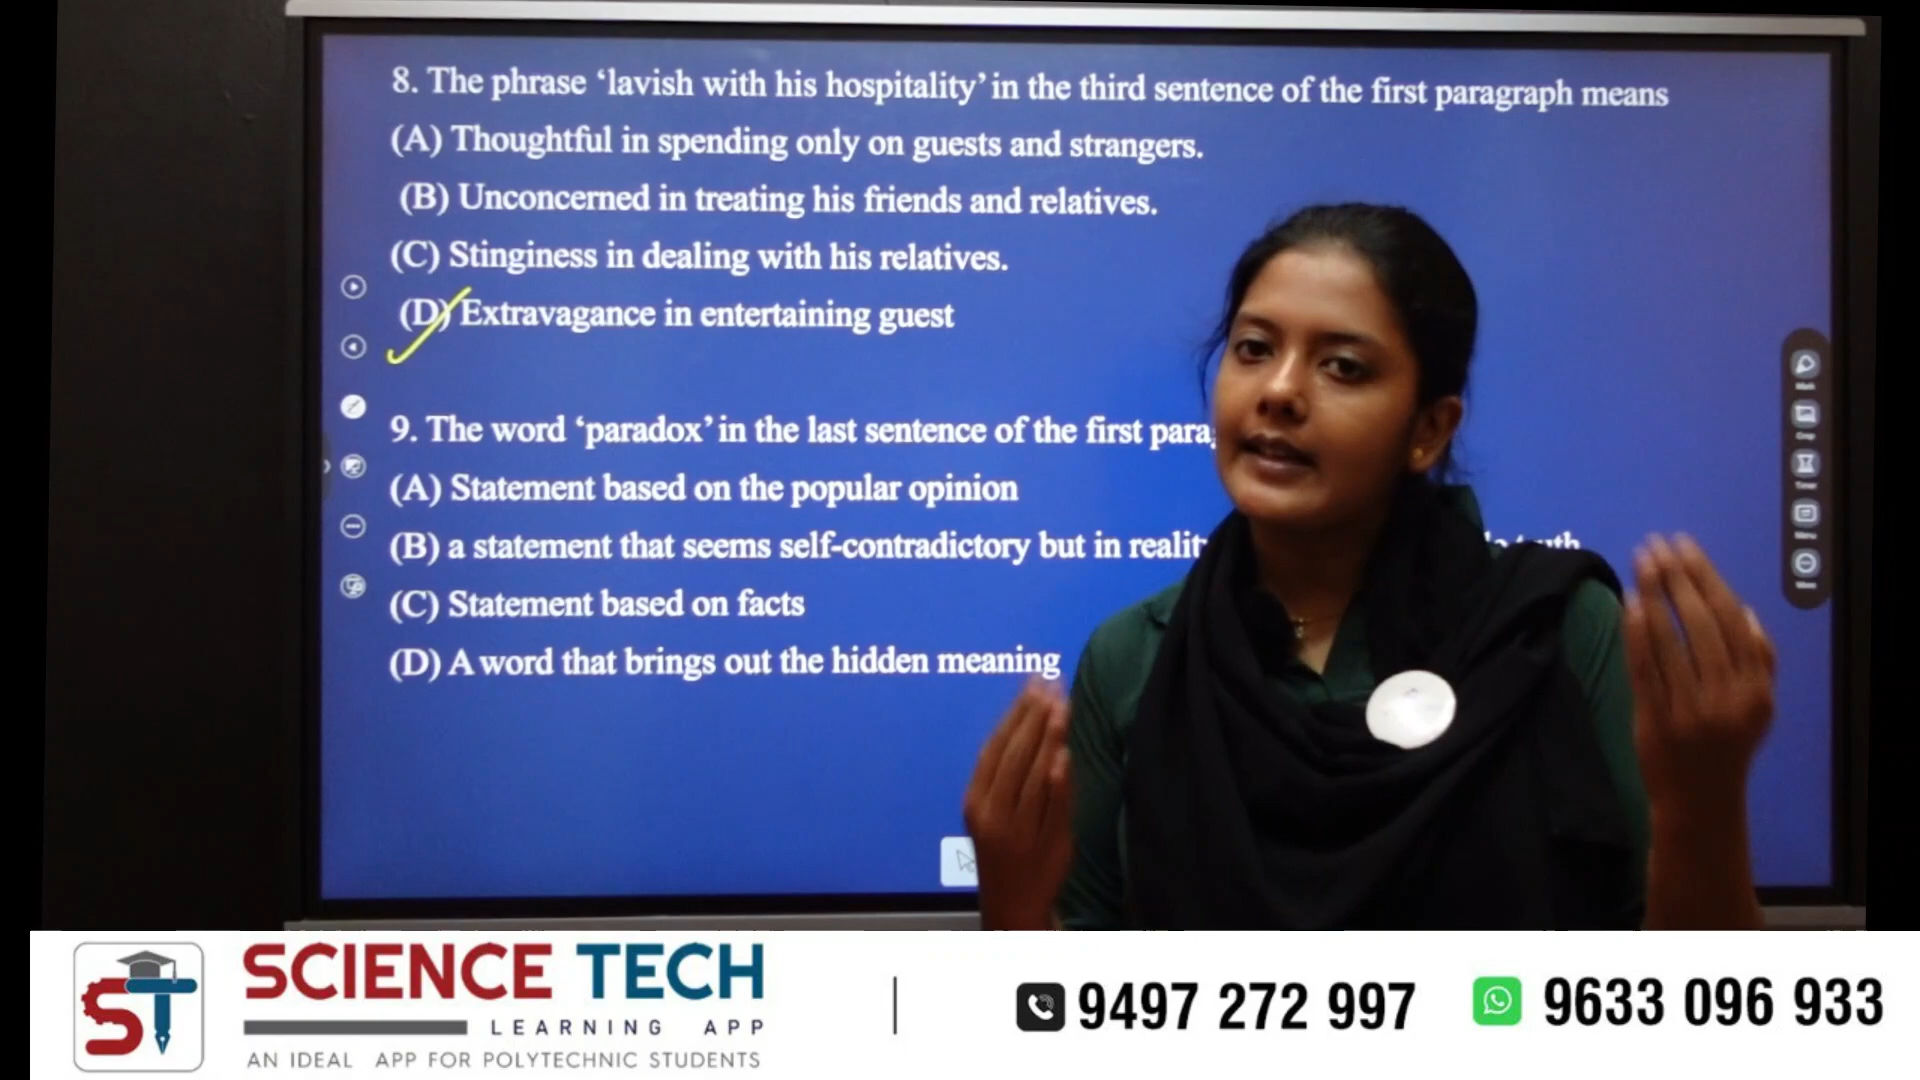 8. The phrase ‘lavish with his hospitality’ in the third sentence of the first paragraph means
(A) Thoughtful in spending only on guests and strangers.
(B) Unconcerned in treating his friends and relatives.
(C) Stinginess in dealing with his relatives.
(D) Extravagance in entertaining guest
9. The word ‘paradox’ in the last sentence of the first
(A) Statement based on the popular opinion
(B) a statement that seems self-contradictory but in
(C) Statement based on facts
(D) A word that brings out the hidden meaning
ST
SCIENCE TECH
LEARNING APP
AN IDEAL APP FOR POLYTECHNIC STUDENTS
9497 272 997
9633 096 933